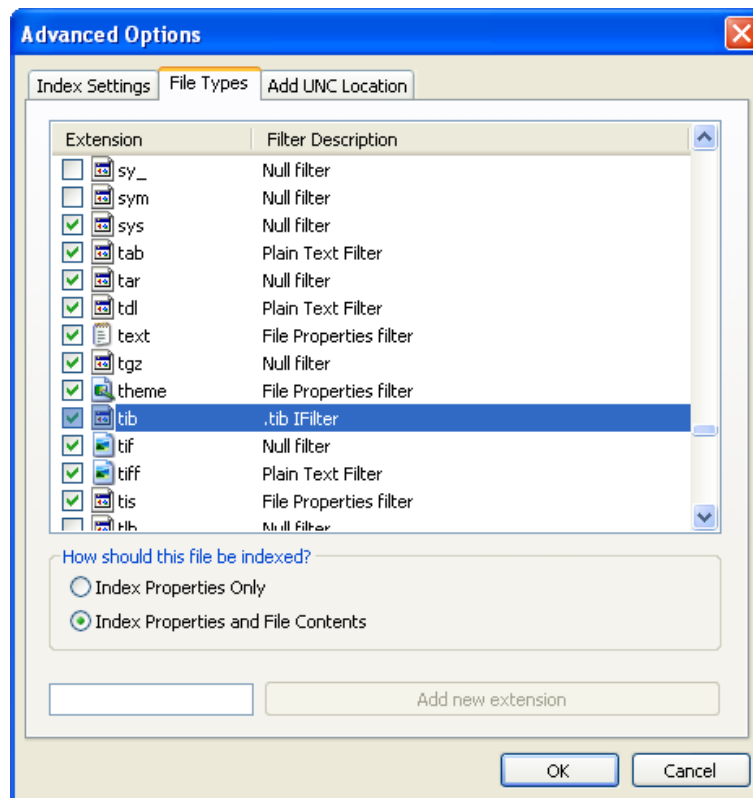 Advanced Options
Index Settings File Types Add UNC Location
Extension Filter Description
sy_ Null filter
sym Null filter
sys Null filter
tab Plain Text Filter
tar Null filter
tdl Plain Text Filter
text File Properties filter
tgz Null filter
theme File Properties filter
tib .tib IFilter
tif Null filter
tiff Plain Text Filter
tis File Properties filter
tlb Null filter
How should this file be indexed?
Index Properties Only
Index Properties and File Contents
Add new extension
OK Cancel